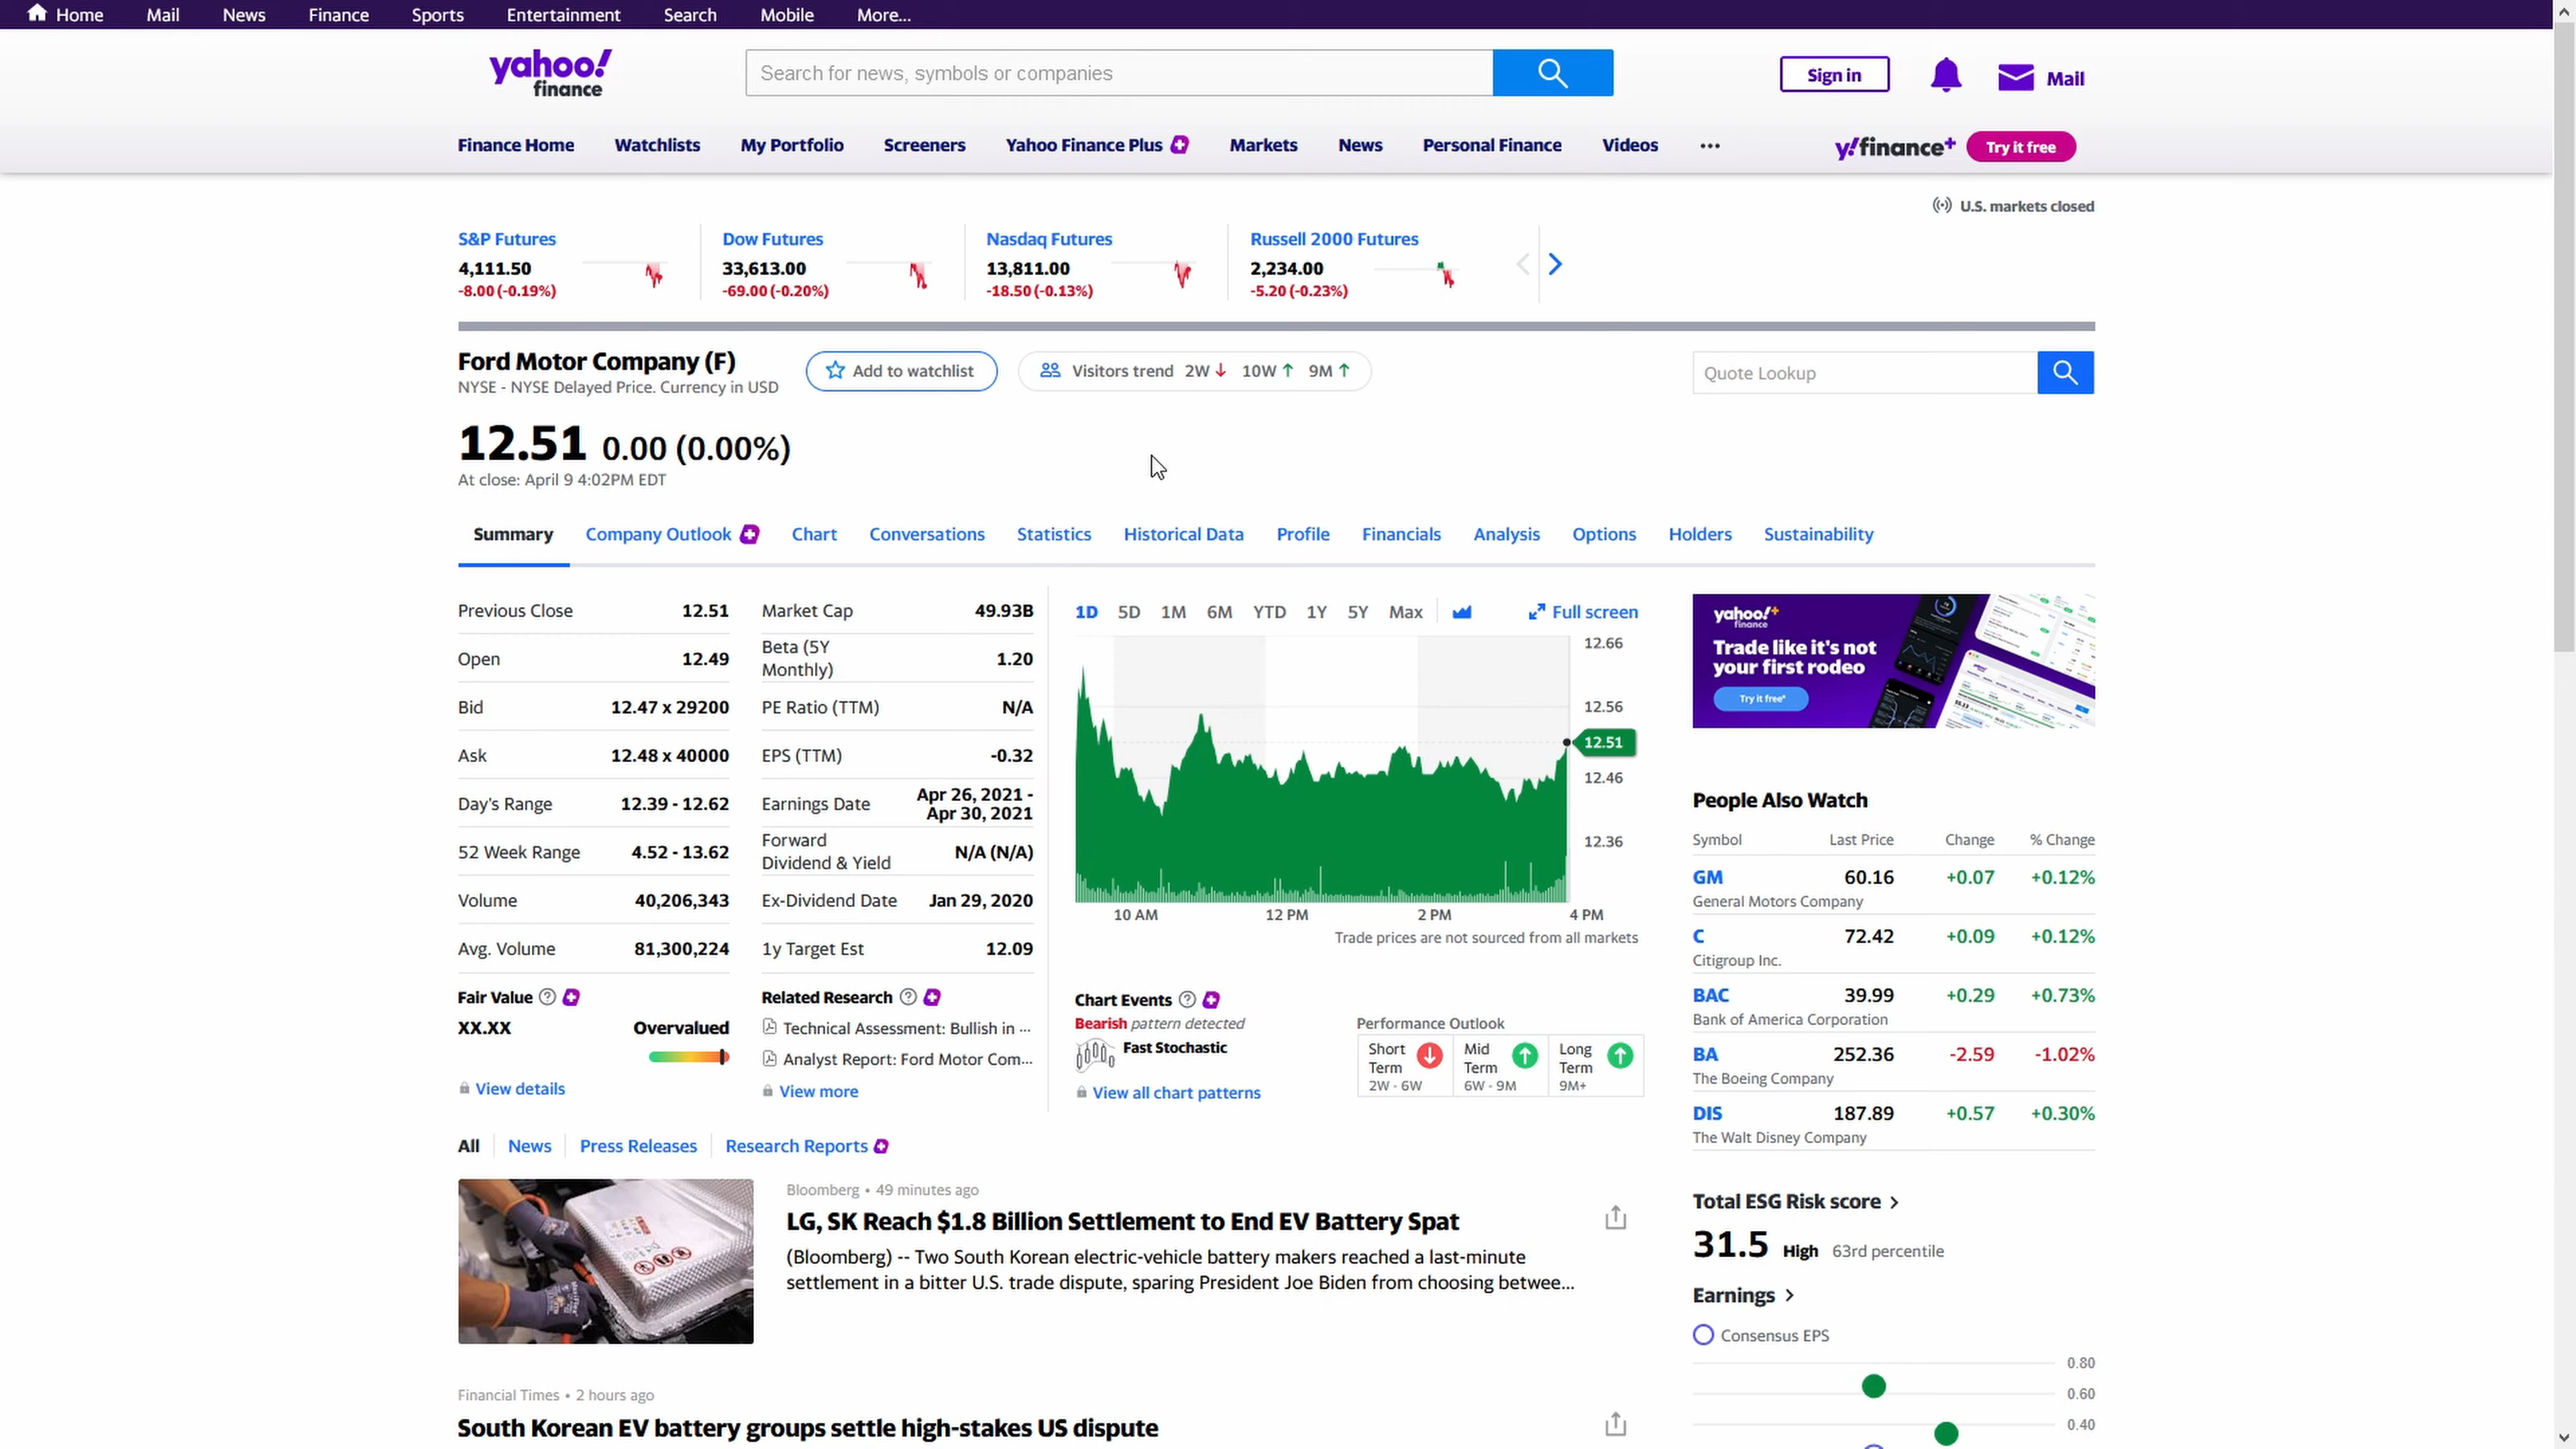 Home Mail News Finance Sports Entertainment Search Mobile More...
yahoo!
finance
Search for news, symbols or companies
Sign in
Mail
Finance Home Watchlists My Portfolio Screeners Yahoo Finance Plus Markets News Personal Finance Videos ...
y!finance+ Try it free
U.S. markets closed
S&P Futures
4,111.50
-8.00 (-0.19%)
Dow Futures
33,613.00
-69.00 (-0.20%)
Nasdaq Futures
13,811.00
-18.50 (-0.13%)
Russell 2000 Futures
2,234.00
-5.20 (-0.23%)
Ford Motor Company (F)
NYSE - NYSE Delayed Price. Currency in USD
Add to watchlist
Visitors trend 2W 10W 9M
Quote Lookup
12.51 0.00 (0.00%)
At close: April 9 4:02PM EDT
Summary Company Outlook Chart Conversations Statistics Historical Data Profile Financials Analysis Options Holders Sustainability
Previous Close 12.51
Open 12.49
Bid 12.47 x 29200
Ask 12.48 x 40000
Day's Range 12.39 - 12.62
52 Week Range 4.52 - 13.62
Volume 40,206,343
Avg. Volume 81,300,224
Market Cap 49.93B
Beta (5Y
Monthly) 1.20
PE Ratio (TTM) N/A
EPS (TTM) -0.32
Earnings Date Apr 26, 2021 -
Apr 30, 2021
Forward
Dividend & Yield N/A (N/A)
Ex-Dividend Date Jan 29, 2020
1y Target Est 12.09
Fair Value
XX.XX Overvalued
View details
Related Research
Technical Assessment: Bullish in ...
Analyst Report: Ford Motor Com...
View more
1D 5D 1M 6M YTD 1Y 5Y Max Full screen
12.66
12.56
12.51
12.46
12.36
10 AM 12 PM 2 PM 4 PM
Trade prices are not sourced from all markets
Chart Events
Bearish pattern detected
Fast Stochastic
View all chart patterns
Performance Outlook
Short
Term
2W - 6W
Mid
Term
6W - 9M
Long
Term
9M+
yahoo!+
finance
Trade like it's not
your first rodeo
Try it free*
People Also Watch
Symbol Last Price Change % Change
GM 60.16 +0.07 +0.12%
General Motors Company
C 72.42 +0.09 +0.12%
Citigroup Inc.
BAC 39.99 +0.29 +0.73%
Bank of America Corporation
BA 252.36 -2.59 -1.02%
The Boeing Company
DIS 187.89 +0.57 +0.30%
The Walt Disney Company
Total ESG Risk score
31.5 High 63rd percentile
Earnings
Consensus EPS
0.80
0.60
0.40
All News Press Releases Research Reports
Bloomberg • 49 minutes ago
LG, SK Reach $1.8 Billion Settlement to End EV Battery Spat
(Bloomberg) -- Two South Korean electric-vehicle battery makers reached a last-minute
settlement in a bitter U.S. trade dispute, sparing President Joe Biden from choosing betwee...
Financial Times • 2 hours ago
South Korean EV battery groups settle high-stakes US dispute